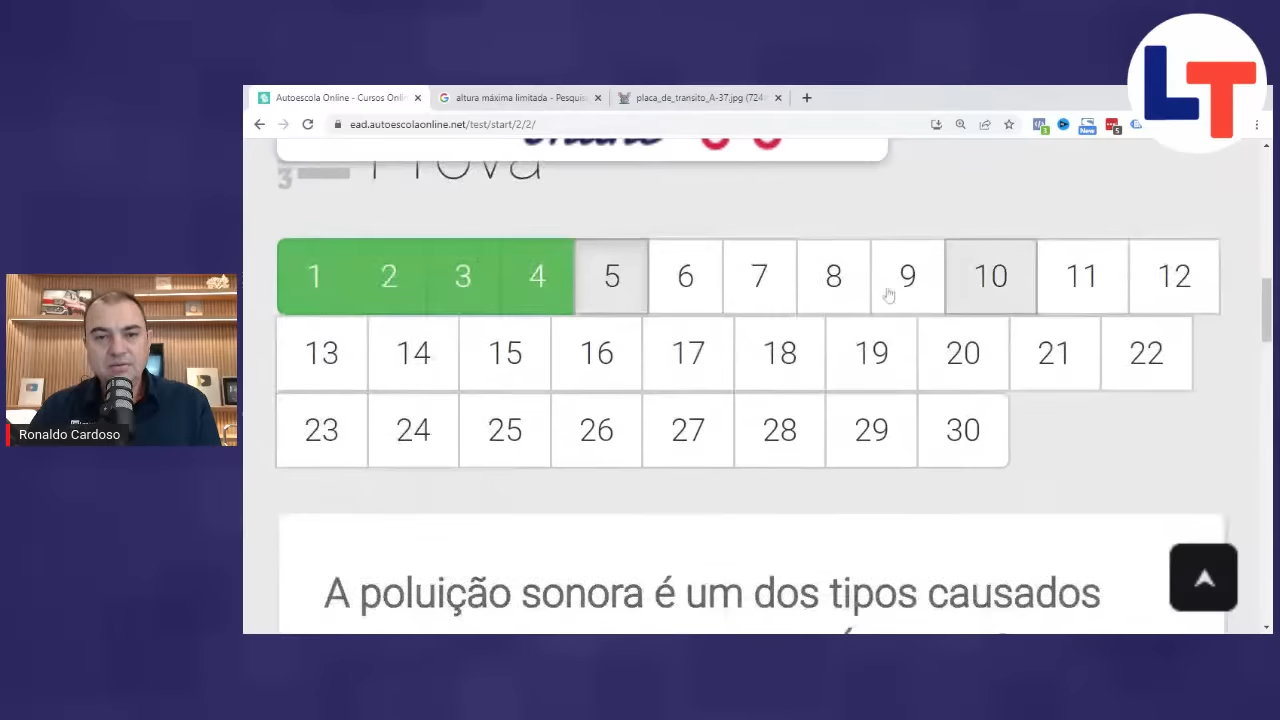 LT
Autoescola Online - Cursos Onli
altura máxima limitada - Pesquis
placa_de_transito_A-37.jpg (724
ead.autoescolaonline.net/test/start/2/2/
New
online
3
Prova
1 2 3 4 5 6 7 8 9 10 11 12
13 14 15 16 17 18 19 20 21 22
23 24 25 26 27 28 29 30
Ronaldo Cardoso
A poluição sonora é um dos tipos causados